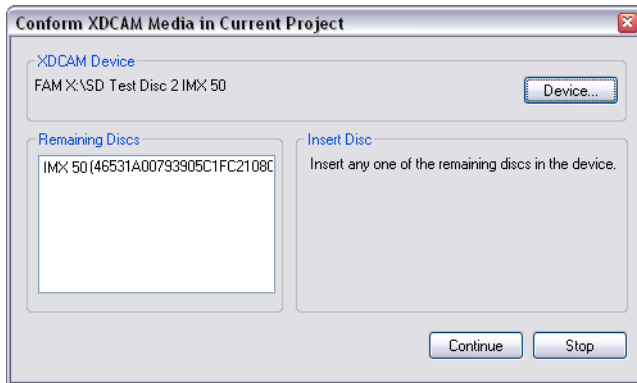 Conform XDCAM Media in Current Project
XDCAM Device
FAM X:\SD Test Disc 2 IMX 50
Device...
Remaining Discs
IMX 50 (46531A00793905C1FC2108C
Insert Disc
Insert any one of the remaining discs in the device.
Continue
Stop